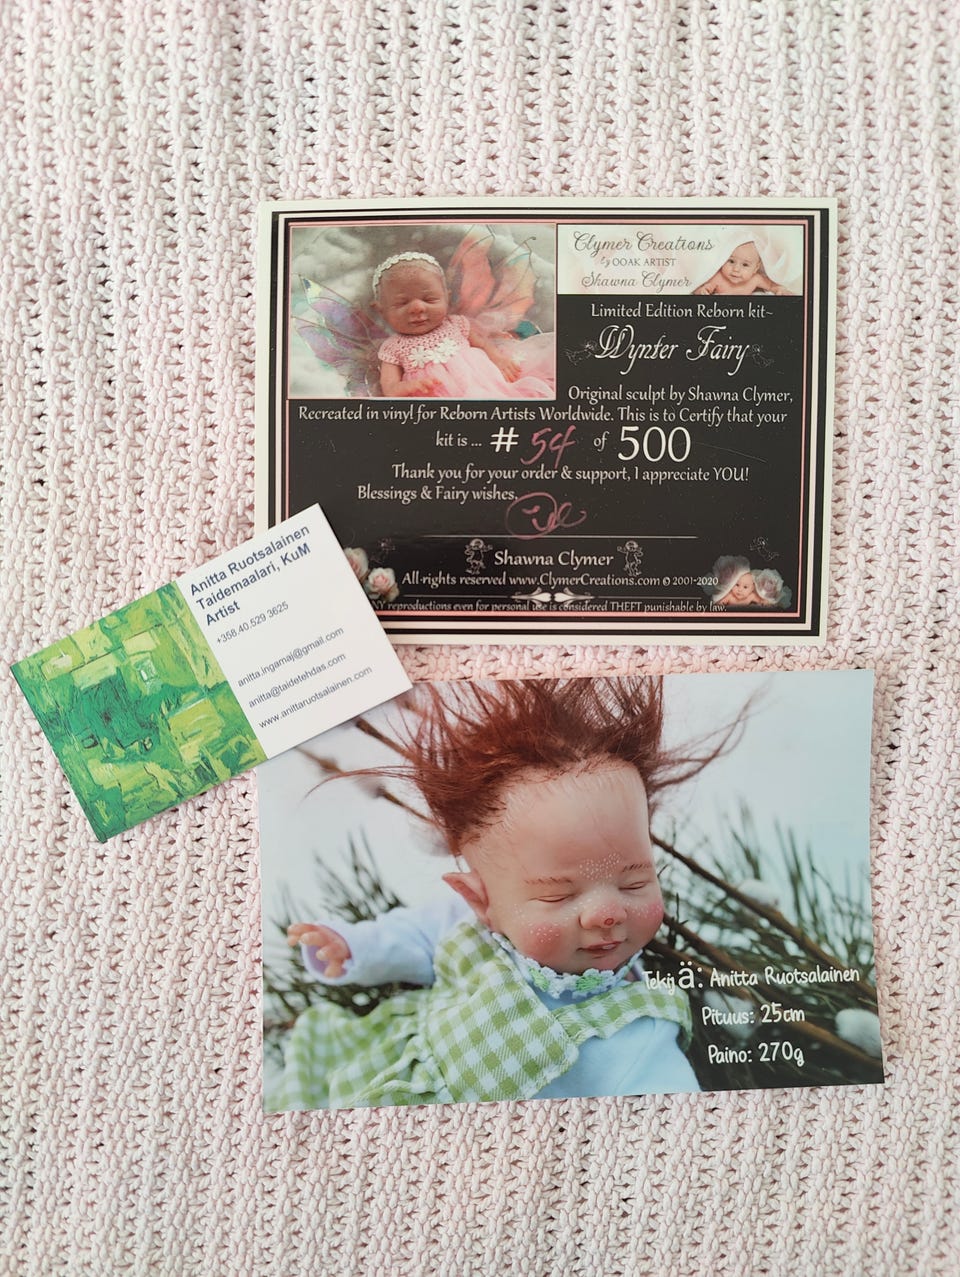 Clymer Creations
by OOAK ARTIST
Shawna Clymer
Limited Edition Reborn kit~
Wynter Fairy
Original sculpt by Shawna Clymer,
Recreated in vinyl for Reborn Artists Worldwide. This is to Certify that your
kit is ... # 54 of 500
Thank you for your order & support, I appreciate YOU!
Blessings & Fairy wishes,
Shawna Clymer
All rights reserved www.ClymerCreations.com © 2001-2020
reproductions even for personal use is considered THEFT punishable by law.
Anitta Ruotsalainen
Taidemaalari, KuM
Artist
+358.40.529 3625
anitta.ingamaj@gmail.com
anitta@taidetehdas.com
www.anittaruotsalainen.com
Tekijä: Anitta Ruotsalainen
Pituus: 25cm
Paino: 270g